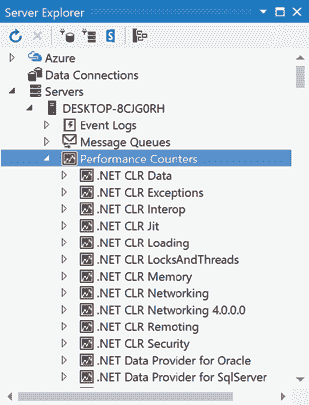 Server Explorer
Azure
Data Connections
Servers
DESKTOP-8CJG0RH
Event Logs
Message Queues
Performance Counters
.NET CLR Data
.NET CLR Exceptions
.NET CLR Interop
.NET CLR Jit
.NET CLR Loading
.NET CLR LocksAndThreads
.NET CLR Memory
.NET CLR Networking
.NET CLR Networking 4.0.0.0
.NET CLR Remoting
.NET CLR Security
.NET Data Provider for Oracle
.NET Data Provider for SqlServer